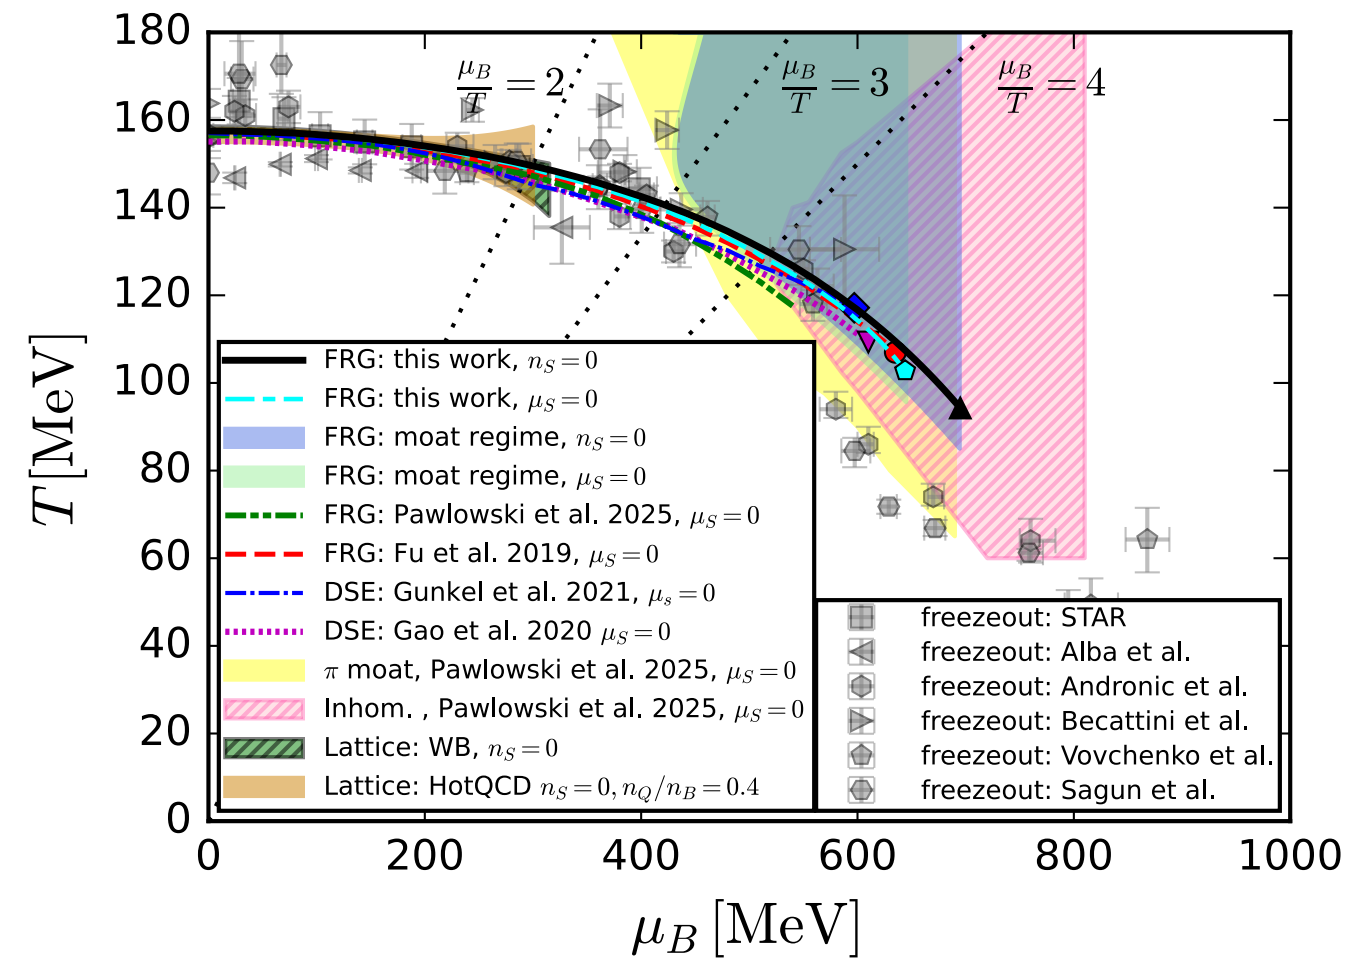 180
160
140
120
100
80
60
40
20
0
T [MeV]
μ_B/T = 2
μ_B/T = 3
μ_B/T = 4
FRG: this work, n_S = 0
FRG: this work, μ_S = 0
FRG: moat regime, n_S = 0
FRG: moat regime, μ_S = 0
FRG: Pawlowski et al. 2025, μ_S = 0
FRG: Fu et al. 2019, μ_S = 0
DSE: Gunkel et al. 2021, μ_s = 0
DSE: Gao et al. 2020 μ_S = 0
π moat, Pawlowski et al. 2025, μ_S = 0
Inhom. , Pawlowski et al. 2025, μ_S = 0
Lattice: WB, n_S = 0
Lattice: HotQCD n_S = 0, n_Q/n_B = 0.4
freezeout: STAR
freezeout: Alba et al.
freezeout: Andronic et al.
freezeout: Becattini et al.
freezeout: Vovchenko et al.
freezeout: Sagun et al.
0 200 400 600 800 1000
μ_B [MeV]